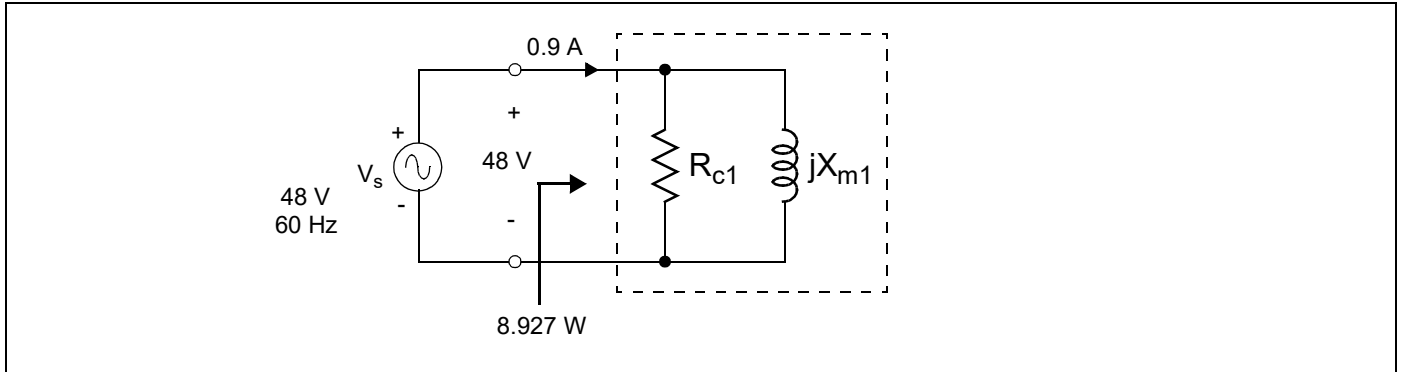 0.9 A
+
+
48 V
R_c1
jX_m1
V_s
48 V
60 Hz
-
-
8.927 W